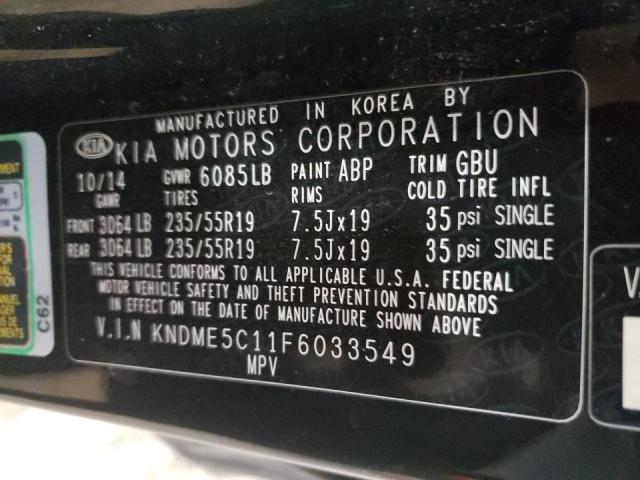 MANUFACTURED IN KOREA BY
KIA KIA MOTORS CORPORATION
10/14 GVWR 6085LB PAINT ABP TRIM GBU
GAWR TIRES RIMS COLD TIRE INFL
FRONT 3064 LB 235/55R19 7.5Jx19 35 psi SINGLE
REAR 3064 LB 235/55R19 7.5Jx19 35 psi SINGLE
THIS VEHICLE CONFORMS TO ALL APPLICABLE U.S.A. FEDERAL
MOTOR VEHICLE SAFETY AND THEFT PREVENTION STANDARDS
IN EFFECT ON THE DATE OF MANUFACTURE SHOWN ABOVE
V.I.N KNDME5C11F6033549
MPV
C62